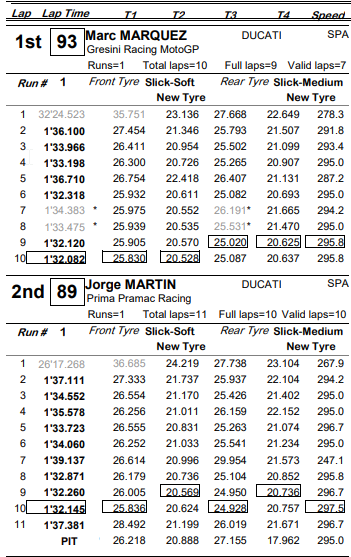 Lap Lap Time T1 T2 T3 T4 Speed
1st 93 Marc MARQUEZ DUCATI SPA
Gresini Racing MotoGP
Runs=1 Total laps=10 Full laps=9 Valid laps=7
Run # 1 Front Tyre Slick-Soft Rear Tyre Slick-Medium
New Tyre New Tyre
1 32'24.523 35.751 23.136 27.668 22.649 278.3
2 1'36.100 27.454 21.346 25.793 21.507 291.8
3 1'33.966 26.411 20.954 25.502 21.099 293.4
4 1'33.198 26.300 20.726 25.265 20.907 295.0
5 1'36.710 26.754 22.418 26.407 21.131 287.2
6 1'32.318 25.932 20.611 25.082 20.693 295.0
7 1'34.383 * 25.975 20.552 26.191 * 21.665 294.2
8 1'33.475 * 25.939 20.535 25.531 * 21.470 295.0
9 1'32.120 25.905 20.570 25.020 20.625 295.8
10 1'32.082 25.830 20.528 25.087 20.637 295.8
2nd 89 Jorge MARTIN DUCATI SPA
Prima Pramac Racing
Runs=1 Total laps=11 Full laps=10 Valid laps=10
Run # 1 Front Tyre Slick-Soft Rear Tyre Slick-Medium
New Tyre New Tyre
1 26'17.268 36.685 24.219 27.738 23.104 267.9
2 1'37.111 27.333 21.737 25.937 22.104 294.2
3 1'34.552 26.554 21.170 25.426 21.402 295.0
4 1'35.578 26.256 21.011 26.159 22.152 295.0
5 1'33.723 26.555 20.831 25.263 21.074 296.7
6 1'34.060 26.252 21.033 25.541 21.234 295.0
7 1'39.137 26.614 20.996 29.954 21.573 247.1
8 1'32.871 26.179 20.736 25.104 20.852 295.8
9 1'32.260 26.005 20.569 24.950 20.736 296.7
10 1'32.145 25.836 20.624 24.928 20.757 297.5
11 1'37.381 28.492 21.199 26.019 21.671 296.7
PIT 26.218 20.888 27.155 17.962 295.0